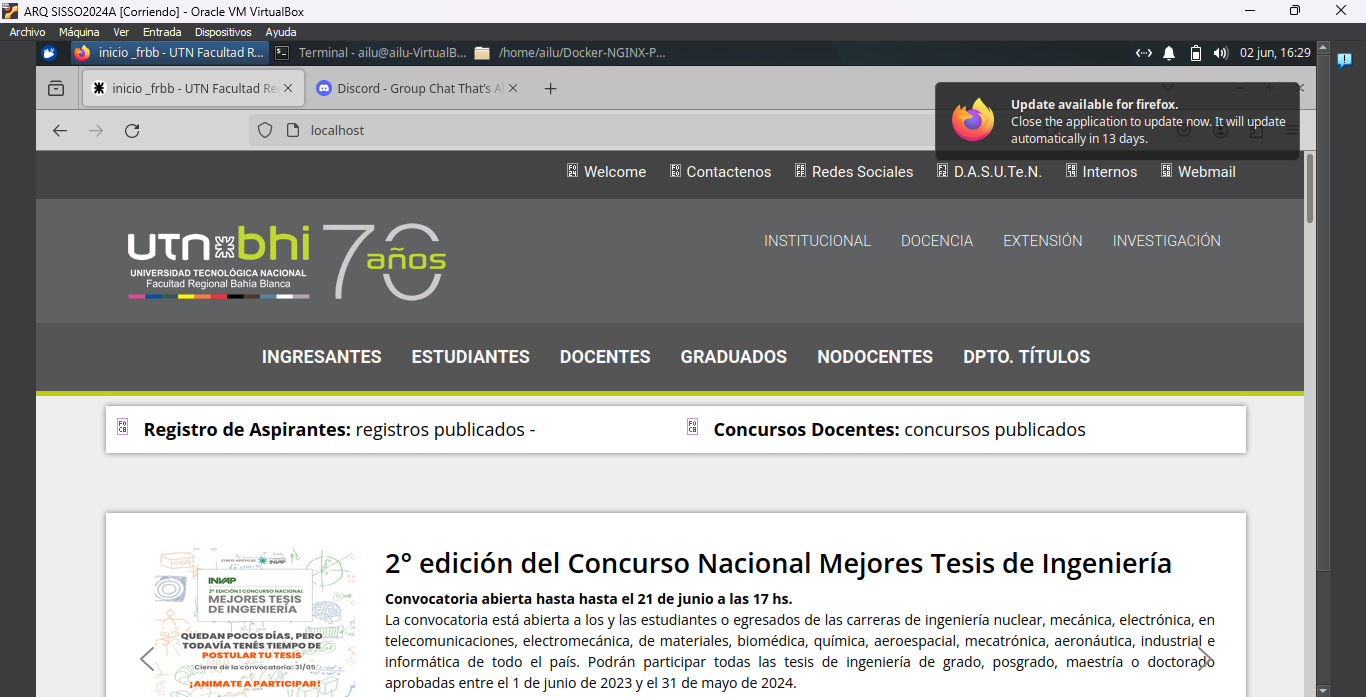 ARQ SISSO2024A [Corriendo] - Oracle VM VirtualBox
Archivo Máquina Ver Entrada Dispositivos Ayuda
inicio _frbb - UTN Facultad R... Terminal - ailu@ailu-VirtualB... /home/ailu/Docker-NGINX-P... 02 jun, 16:29
inicio _frbb - UTN Facultad Re Discord - Group Chat That's A
Update available for firefox.
Close the application to update now. It will update
automatically in 13 days.
localhost
Welcome Contactenos Redes Sociales D.A.S.U.Te.N. Internos Webmail
utn bhi 70 años
UNIVERSIDAD TECNOLÓGICA NACIONAL
Facultad Regional Bahía Blanca
INSTITUCIONAL DOCENCIA EXTENSIÓN INVESTIGACIÓN
INGRESANTES ESTUDIANTES DOCENTES GRADUADOS NODOCENTES DPTO. TÍTULOS
Registro de Aspirantes: registros publicados - Concursos Docentes: concursos publicados
CON EL APOYO DE INVAP
INVAP
2° EDICIÓN | CONCURSO NACIONAL
MEJORES TESIS
DE INGENIERÍA
QUEDAN POCOS DÍAS, PERO
TODAVÍA TENÉS TIEMPO DE
POSTULAR TU TESIS
Cierre de la convocatoria: 31/05
¡ANIMATE A PARTICIPAR!
2° edición del Concurso Nacional Mejores Tesis de Ingeniería
Convocatoria abierta hasta hasta el 21 de junio a las 17 hs.
La convocatoria está abierta a los y las estudiantes o egresados de las carreras de ingeniería nuclear, mecánica, electrónica, en
telecomunicaciones, electromecánica, de materiales, biomédica, química, aeroespacial, mecatrónica, aeronáutica, industrial e
informática de todo el país. Podrán participar todas las tesis de ingeniería de grado, posgrado, maestría o doctorado
aprobadas entre el 1 de junio de 2023 y el 31 de mayo de 2024.